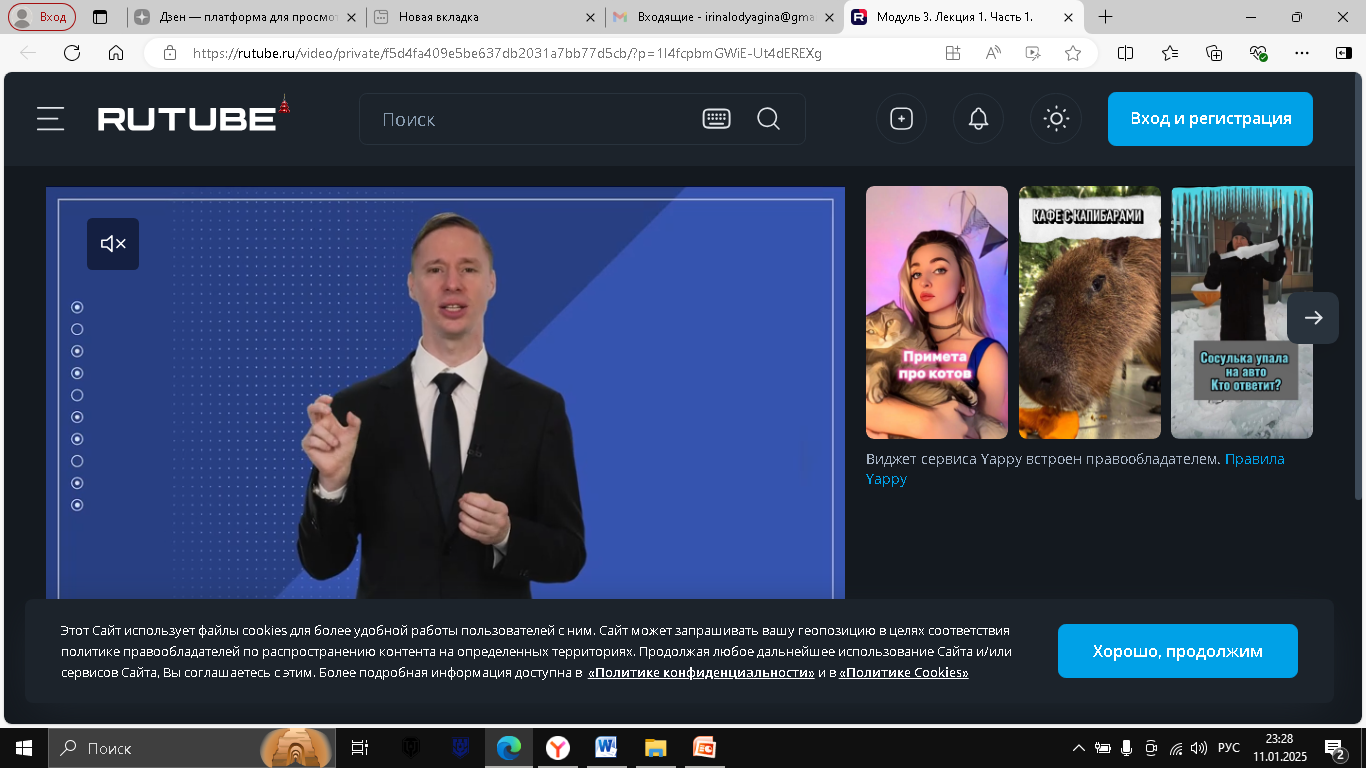 Вход
Дзен — платформа для просмот
Новая вкладка
Входящие - irinalodyagina@gma
Модуль 3. Лекция 1. Часть 1.
https://rutube.ru/video/private/f5d4fa409e5be637db2031a7bb77d5cb/?p=1I4fcpbmGWiE-Ut4dEREXg
RUTUBE
Поиск
Вход и регистрация
Примета
про котов
КАФЕ С КАПИБАРАМИ
Сосулька упала
на авто
Кто ответит?
Виджет сервиса Yappy встроен правообладателем. Правила
Yappy
Этот Сайт использует файлы cookies для более удобной работы пользователей с ним. Сайт может запрашивать вашу геопозицию в целях соответствия
политике правообладателей по распространению контента на определенных территориях. Продолжая любое дальнейшее использование Сайта и/или
сервисов Сайта, Вы соглашаетесь с этим. Более подробная информация доступна в «Политике конфиденциальности» и в «Политике Cookies»
Хорошо, продолжим
Поиск
РУС
23:28
11.01.2025
2